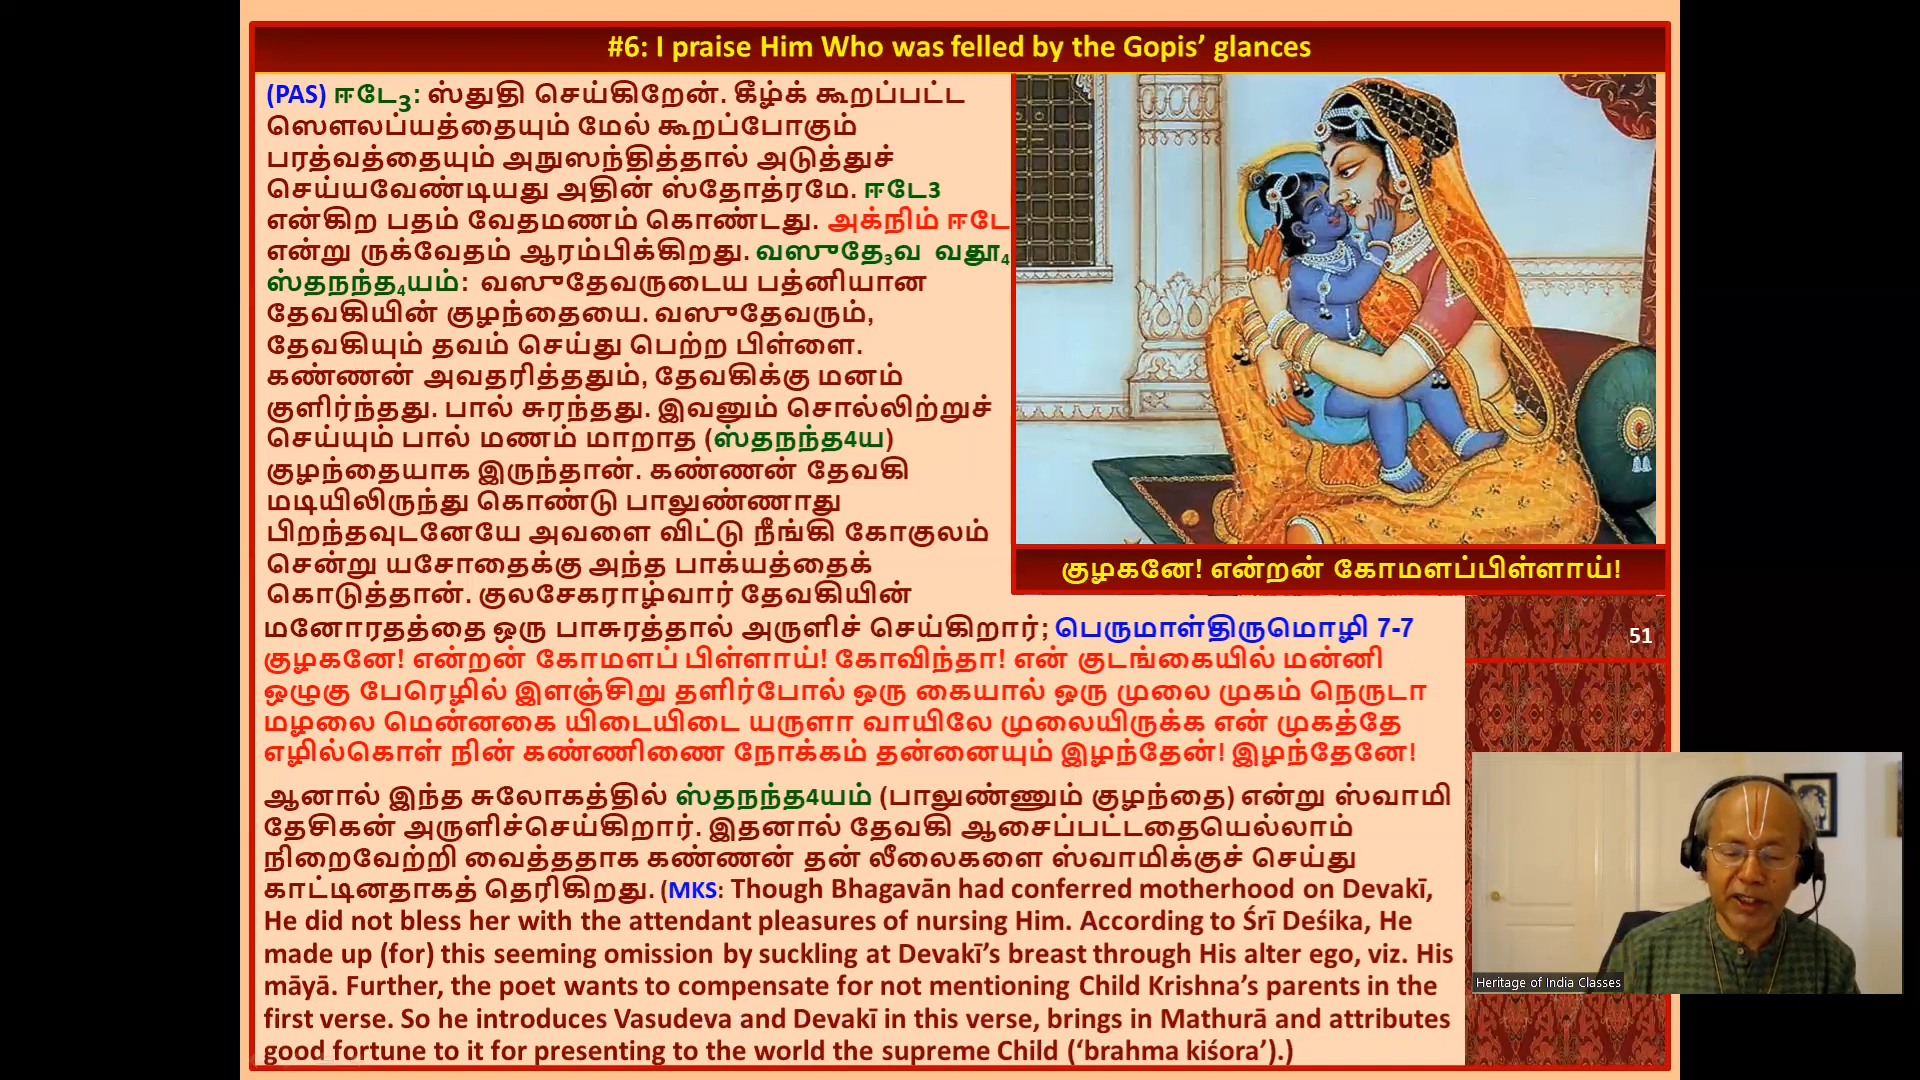 #6: I praise Him Who was felled by the Gopis’ glances
(PAS) ஈடே3: ஸ்துதி செய்கிறேன். கீழ்க் கூறப்பட்ட
ஸௌலப்யத்தையும் மேல் கூறப்போகும்
பரத்வத்தையும் அநுஸந்தித்தால் அடுத்துச்
செய்யவேண்டியது அதின் ஸ்தோத்ரமே. ஈடே3
என்கிற பதம் வேதமணம் கொண்டது. அக்நிம் ஈடே
என்று ருக்வேதம் ஆரம்பிக்கிறது. வஸுதே3வ வதூ4
ஸ்தநந்த4யம்: வஸுதேவருடைய பத்னியான
தேவகியின் குழந்தையை. வஸுதேவரும்,
தேவகியும் தவம் செய்து பெற்ற பிள்ளை.
கண்ணன் அவதரித்ததும், தேவகிக்கு மனம்
குளிர்ந்தது. பால் சுரந்தது. இவனும் சொல்லிற்றுச்
செய்யும் பால் மணம் மாறாத (ஸ்தநந்த4ய)
குழந்தையாக இருந்தான். கண்ணன் தேவகி
மடியிலிருந்து கொண்டு பாலுண்ணாது
பிறந்தவுடனேயே அவளை விட்டு நீங்கி கோகுலம்
சென்று யசோதைக்கு அந்த பாக்யத்தைக்
கொடுத்தான். குலசேகராழ்வார் தேவகியின்
மனோரதத்தை ஒரு பாசுரத்தால் அருளிச் செய்கிறார்; பெருமாள்திருமொழி 7-7
குழகனே! என்றன் கோமளப் பிள்ளாய்! கோவிந்தா! என் குடங்கையில் மன்னி
ஒழுகு பேரெழில் இளஞ்சிறு தளிர்போல் ஒரு கையால் ஒரு முலை முகம் நெருடா
மழலை மென்னகை யிடையிடை யருளா வாயிலே முலையிருக்க என் முகத்தே
எழில்கொள் நின் கண்ணிணை நோக்கம் தன்னையும் இழந்தேன்! இழந்தேனே!
ஆனால் இந்த சுலோகத்தில் ஸ்தநந்த4யம் (பாலுண்ணும் குழந்தை) என்று ஸ்வாமி
தேசிகன் அருளிச்செய்கிறார். இதனால் தேவகி ஆசைப்பட்டதையெல்லாம்
நிறைவேற்றி வைத்ததாக கண்ணன் தன் லீலைகளை ஸ்வாமிக்குச் செய்து
காட்டினதாகத் தெரிகிறது. (MKS: Though Bhagavān had conferred motherhood on Devakī,
He did not bless her with the attendant pleasures of nursing Him. According to Śrī Deśika, He
made up (for) this seeming omission by suckling at Devakī’s breast through His alter ego, viz. His
māyā. Further, the poet wants to compensate for not mentioning Child Krishna’s parents in the
first verse. So he introduces Vasudeva and Devakī in this verse, brings in Mathurā and attributes
good fortune to it for presenting to the world the supreme Child (‘brahma kiśora’).)
குழகனே! என்றன் கோமளப்பிள்ளாய்!
51
Heritage of India Classes